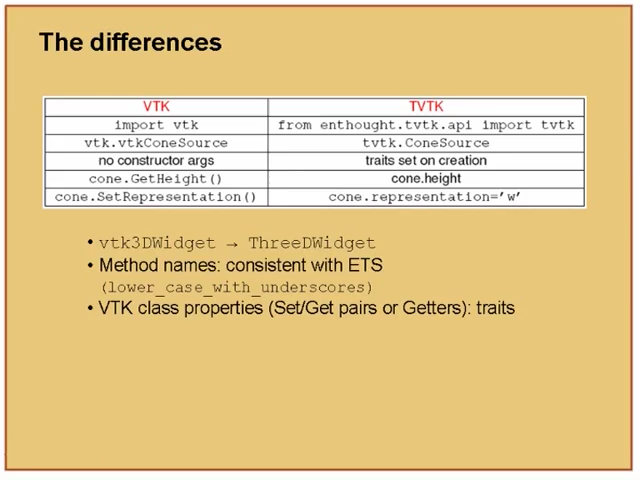 The differences
VTK TVTK
import vtk from enthought.tvtk.api import tvtk
vtk.vtkConeSource tvtk.ConeSource
no constructor args traits set on creation
cone.GetHeight() cone.height
cone.SetRepresentation() cone.representation='w'
• vtk3DWidget → ThreeDWidget
• Method names: consistent with ETS
(lower_case_with_underscores)
• VTK class properties (Set/Get pairs or Getters): traits